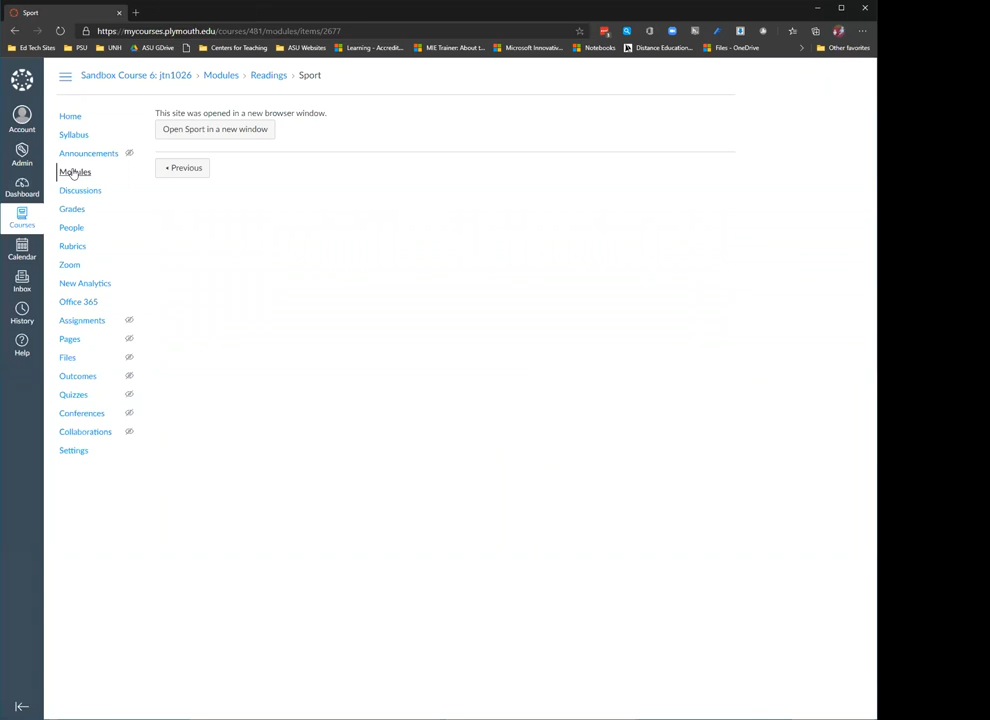 Sport
https://mycourses.plymouth.edu/courses/481/modules/items/2677
Ed Tech Sites PSU UNH ASU GDrive Centers for Teaching ASU Websites Learning - Accredit... MIE Trainer: About t... Microsoft Innovativ... Notebooks Distance Education... Files - OneDrive Other favorites
Sandbox Course 6: jtn1026 › Modules › Readings › Sport
Account
Admin
Dashboard
Courses
Calendar
Inbox
History
Help
Home
Syllabus
Announcements
Modules
Discussions
Grades
People
Rubrics
Zoom
New Analytics
Office 365
Assignments
Pages
Files
Outcomes
Quizzes
Conferences
Collaborations
Settings
This site was opened in a new browser window.
Open Sport in a new window
Previous